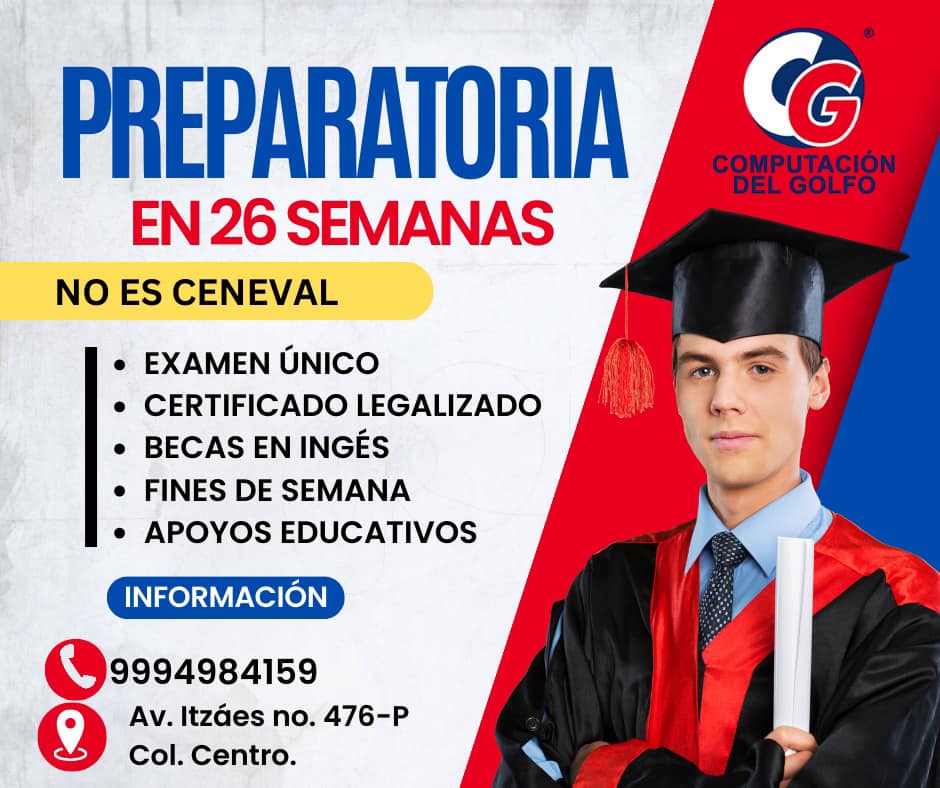 PREPARATORIA
EN 26 SEMANAS
CG®
COMPUTACIÓN
DEL GOLFO
NO ES CENEVAL
• EXAMEN ÚNICO
• CERTIFICADO LEGALIZADO
• BECAS EN INGÉS
• FINES DE SEMANA
• APOYOS EDUCATIVOS
INFORMACIÓN
9994984159
Av. Itzáes no. 476-P
Col. Centro.